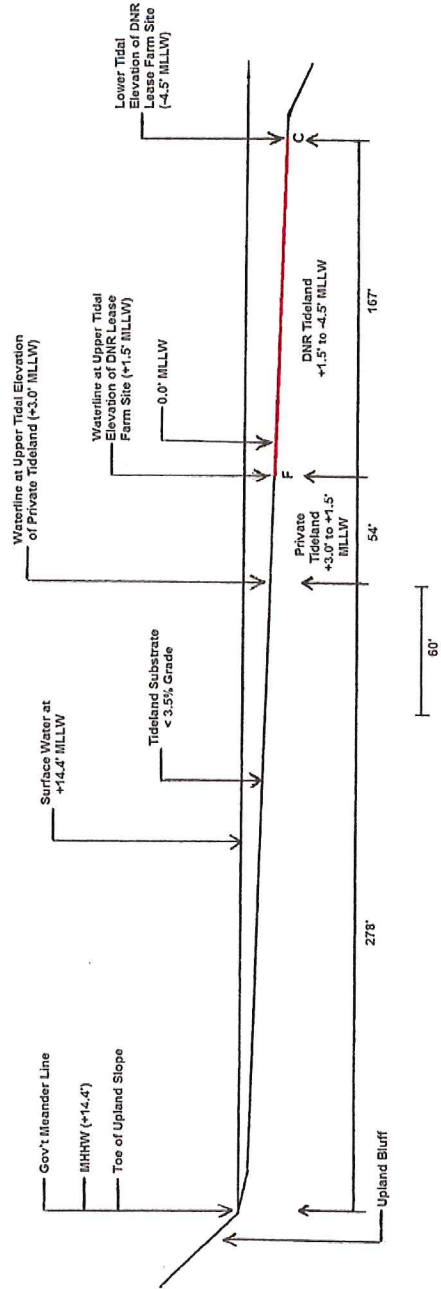 Gov't Meander Line
MHHW (+14.4')
Toe of Upland Slope
Surface Water at
+14.4' MLLW
Tideland Substrate
< 3.5% Grade
Waterline at Upper Tidal Elevation
of Private Tideland (+3.0' MLLW)
Waterline at Upper Tidal
Elevation of DNR Lease
Farm Site (+1.5' MLLW)
0.0' MLLW
Lower Tidal
Elevation of DNR
Lease Farm Site
(-4.5' MLLW)
F
C
Private
Tideland
+3.0' to +1.5'
MLLW
DNR Tideland
+1.5' to -4.5' MLLW
278'
54'
167'
Upland Bluff
60'